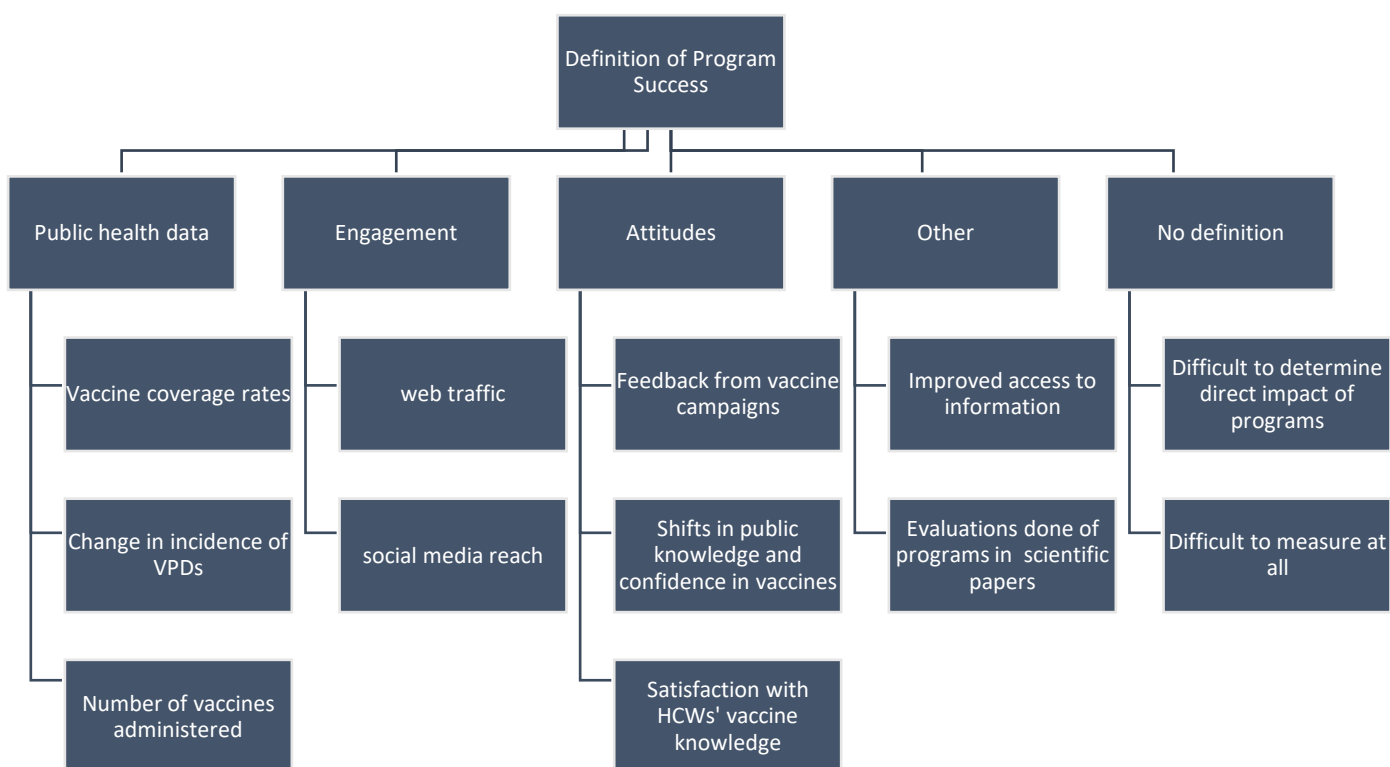 Definition of Program
Success
Public health data
Engagement
Attitudes
Other
No definition
Vaccine coverage rates
web traffic
Feedback from vaccine
campaigns
Improved access to
information
Difficult to determine
direct impact of
programs
Change in incidence of
VPDs
social media reach
Shifts in public
knowledge and
confidence in vaccines
Evaluations done of
programs in scientific
papers
Difficult to measure at
all
Number of vaccines
administered
Satisfaction with
HCWs' vaccine
knowledge